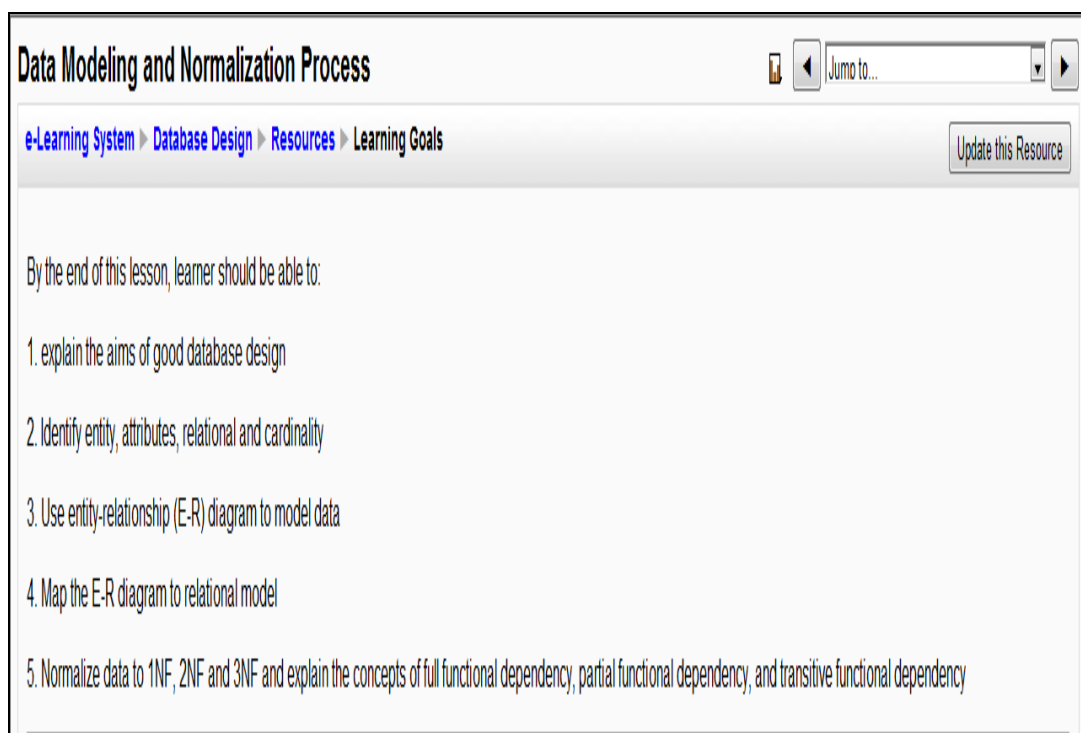 Data Modeling and Normalization Process
Jump to...
e-Learning System ▶ Database Design ▶ Resources ▶ Learning Goals
Update this Resource
By the end of this lesson, learner should be able to:
1. explain the aims of good database design
2. Identify entity, attributes, relational and cardinality
3. Use entity-relationship (E-R) diagram to model data
4. Map the E-R diagram to relational model
5. Normalize data to 1NF, 2NF and 3NF and explain the concepts of full functional dependency, partial functional dependency, and transitive functional dependency